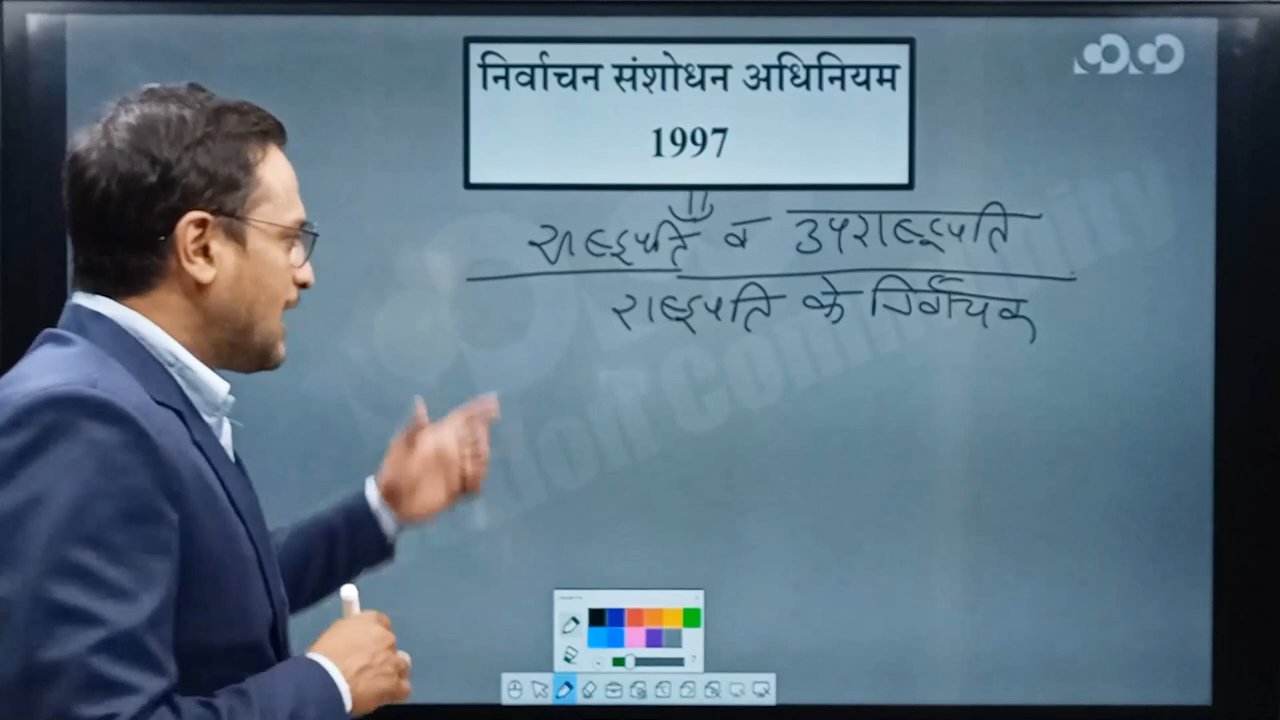 निर्वाचन संशोधन अधिनियम
1997
राष्ट्रपति व उपराष्ट्रपति
राष्ट्रपति के निर्वाचक